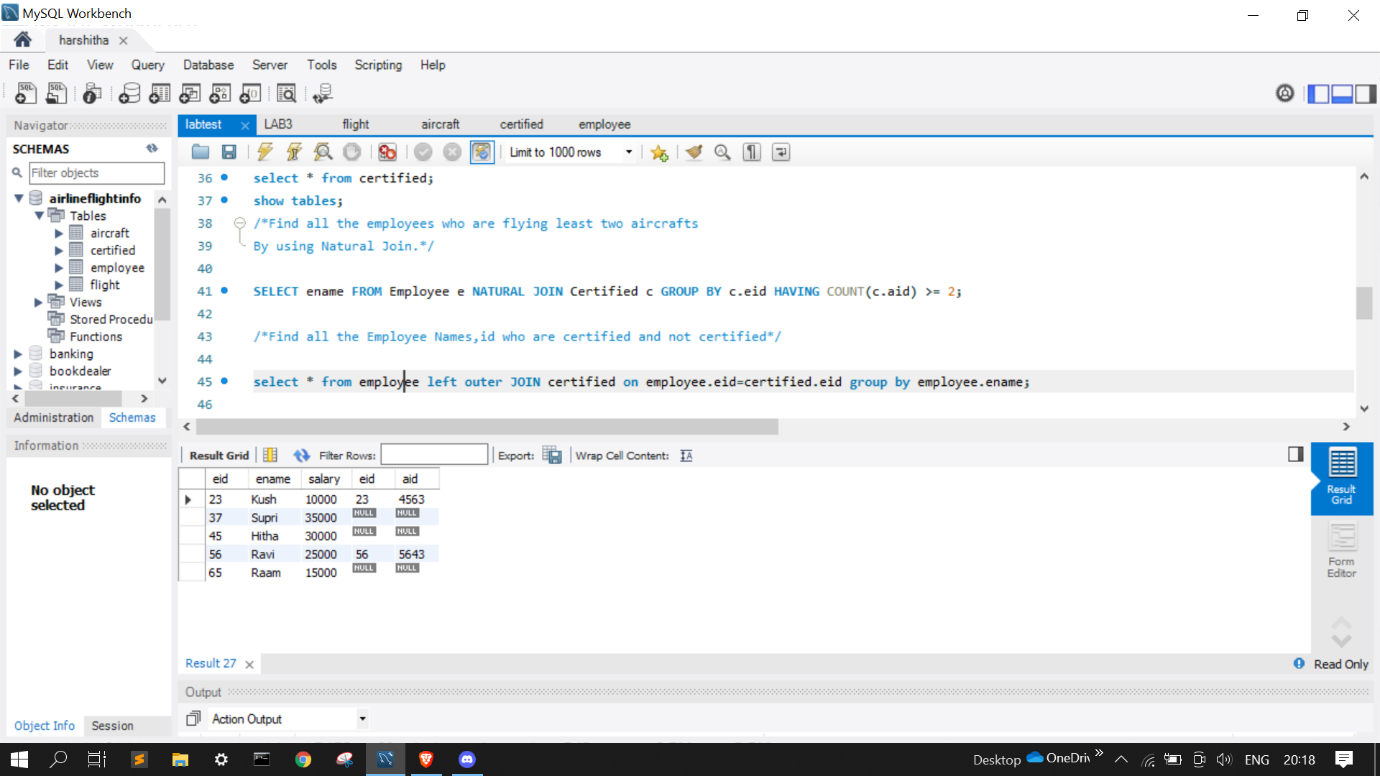 MySQL Workbench
harshitha
File Edit View Query Database Server Tools Scripting Help
Navigator
labtest LAB3 flight aircraft certified employee
SCHEMAS
Limit to 1000 rows
Filter objects
airlineflightinfo
Tables
aircraft
certified
employee
flight
Views
Stored Procedu
Functions
banking
bookdealer
insurance
Administration Schemas
36 select * from certified;
37 show tables;
38 /*Find all the employees who are flying least two aircrafts
39 By using Natural Join.*/
40
41 SELECT ename FROM Employee e NATURAL JOIN Certified c GROUP BY c.eid HAVING COUNT(c.aid) >= 2;
42
43 /*Find all the Employee Names,id who are certified and not certified*/
44
45 select * from employee left outer JOIN certified on employee.eid=certified.eid group by employee.ename;
46
Information
No object
selected
Result Grid Filter Rows: Export: Wrap Cell Content:
eid ename salary eid aid
23 Kush 10000 23 4563
37 Supri 35000 NULL NULL
45 Hitha 30000 NULL NULL
56 Ravi 25000 56 5643
65 Raam 15000 NULL NULL
Result
Grid
Form
Editor
Result 27
Read Only
Output
Action Output
Object Info Session
Desktop OneDriv ENG 20:18